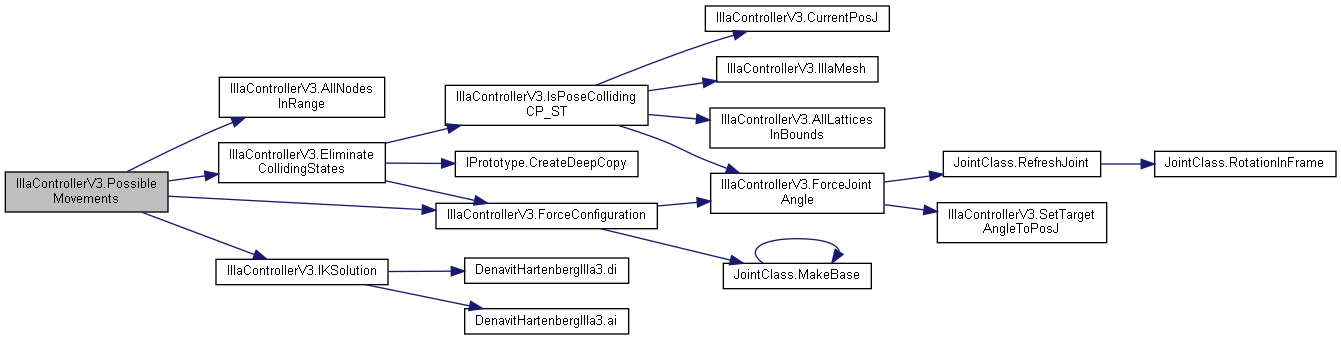 IllaControllerV3.CurrentPosJ
IllaControllerV3.IllaMesh
IllaControllerV3.AllNodes
InRange
IllaControllerV3.IsPoseColliding
CP_ST
IllaControllerV3.AllLattices
InBounds
IllaControllerV3.Eliminate
CollidingStates
IPrototype.CreateDeepCopy
JointClass.RefreshJoint
JointClass.RotationInFrame
IllaControllerV3.Possible
Movements
IllaControllerV3.ForceJoint
Angle
IllaControllerV3.ForceConfiguration
IllaControllerV3.SetTarget
AngleToPosJ
IllaControllerV3.IKSolution
DenavitHartenbergIlla3.di
JointClass.MakeBase
DenavitHartenbergIlla3.ai